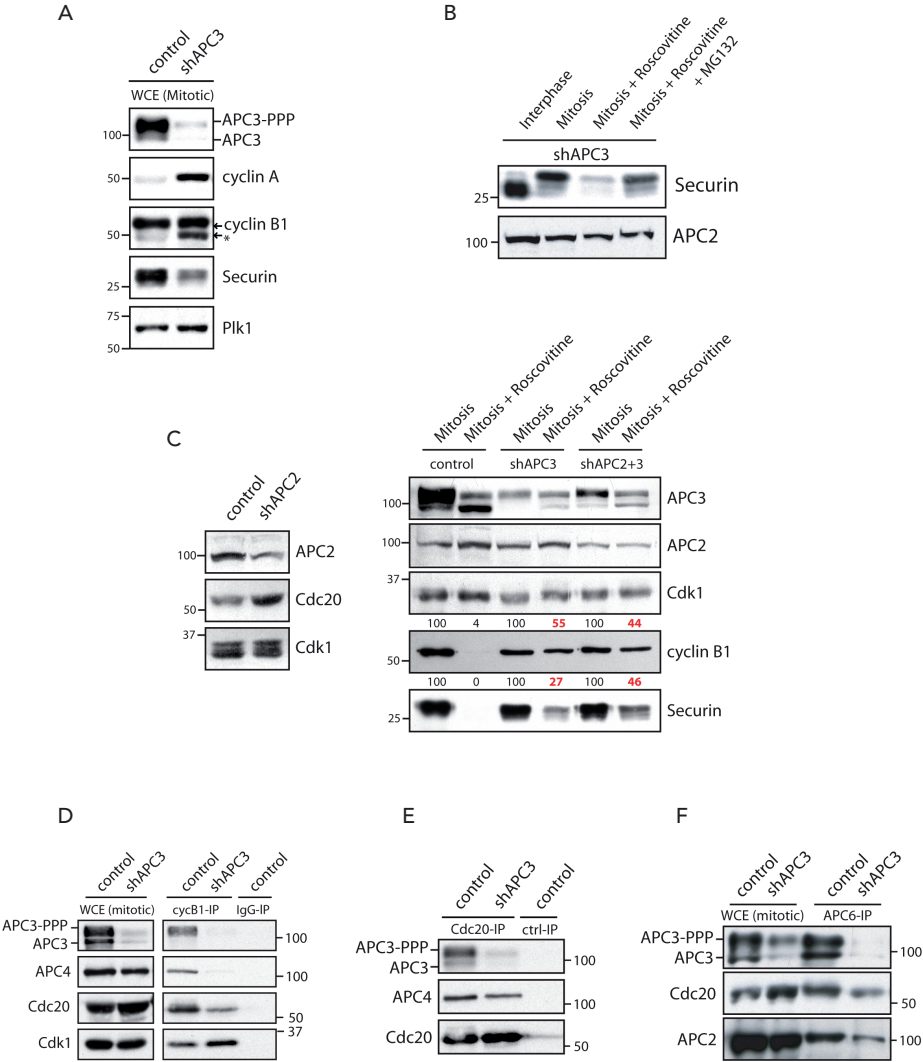 A
control
shAPC3
WCE (Mitotic)
APC3-PPP
100
APC3
50
cyclin A
cyclin B1
50
*
Securin
25
75
Plk1
50
B
Interphase
Mitosis
Mitosis + Roscovitine
Mitosis + Roscovitine
+ MG132
shAPC3
Securin
25
APC2
100
C
control
shAPC2
100
APC2
Cdc20
50
37
Cdk1
Mitosis
Mitosis + Roscovitine
Mitosis
Mitosis + Roscovitine
Mitosis
Mitosis + Roscovitine
control
shAPC3
shAPC2+3
100
APC3
100
APC2
37
Cdk1
100 4 100 55 100 44
cyclin B1
50
100 0 100 27 100 46
Securin
25
D
control
shAPC3
control
shAPC3
control
WCE (mitotic)
cycB1-IP
IgG-IP
APC3-PPP
APC3
100
APC4
100
Cdc20
50
37
Cdk1
E
control
shAPC3
control
Cdc20-IP
ctrl-IP
APC3-PPP
APC3
100
APC4
100
Cdc20
50
F
control
shAPC3
control
shAPC3
WCE (mitotic)
APC6-IP
APC3-PPP
APC3
100
Cdc20
50
APC2
100